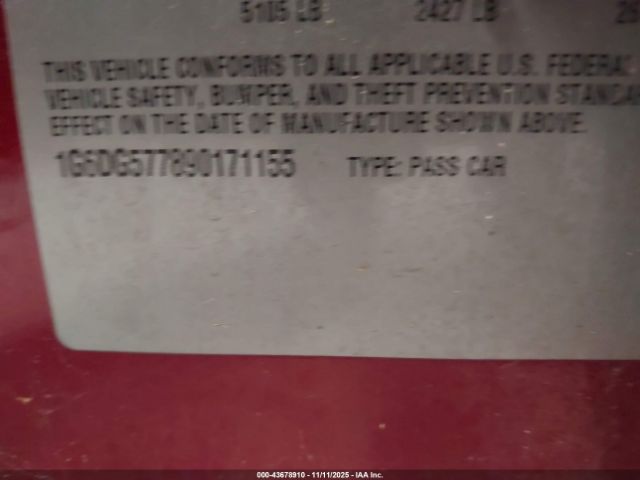 5105 LB 2427 LB
THIS VEHICLE CONFORMS TO ALL APPLICABLE U.S. FEDERAL
VEHICLE SAFETY, BUMPER, AND THEFT PREVENTION STANDA
EFFECT ON THE DATE OF MANUFACTURE SHOWN ABOVE.
1G6DG577890171155 TYPE: PASS CAR
000-43678910 - 11/11/2025 - IAA Inc.